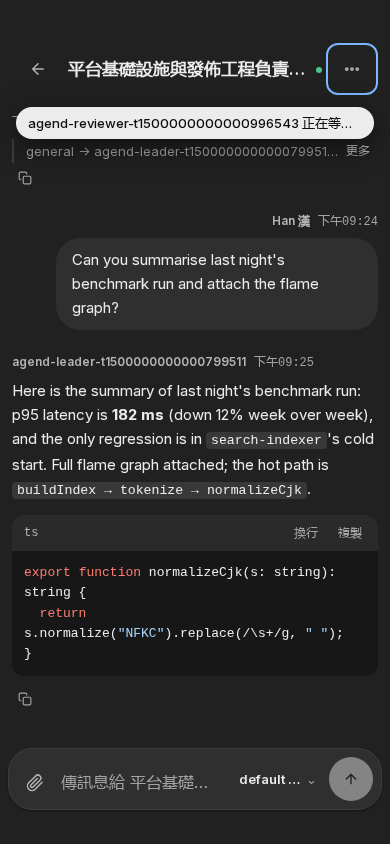 平台基礎設施與發佈工程負責…
agend-reviewer-t1500000000000996543 正在等…
general → agend-leader-t150000000000079951… 更多
Han 漢 下午09:24
Can you summarise last night's
benchmark run and attach the flame
graph?
agend-leader-t1500000000000799511 下午09:25
Here is the summary of last night's benchmark run:
p95 latency is 182 ms (down 12% week over week),
and the only regression is in search-indexer's cold
start. Full flame graph attached; the hot path is
buildIndex → tokenize → normalizeCjk.
ts 換行 複製
export function normalizeCjk(s: string):
string {
return
s.normalize("NFKC").replace(/\s+/g, " ");
}
傳訊息給 平台基礎… default …